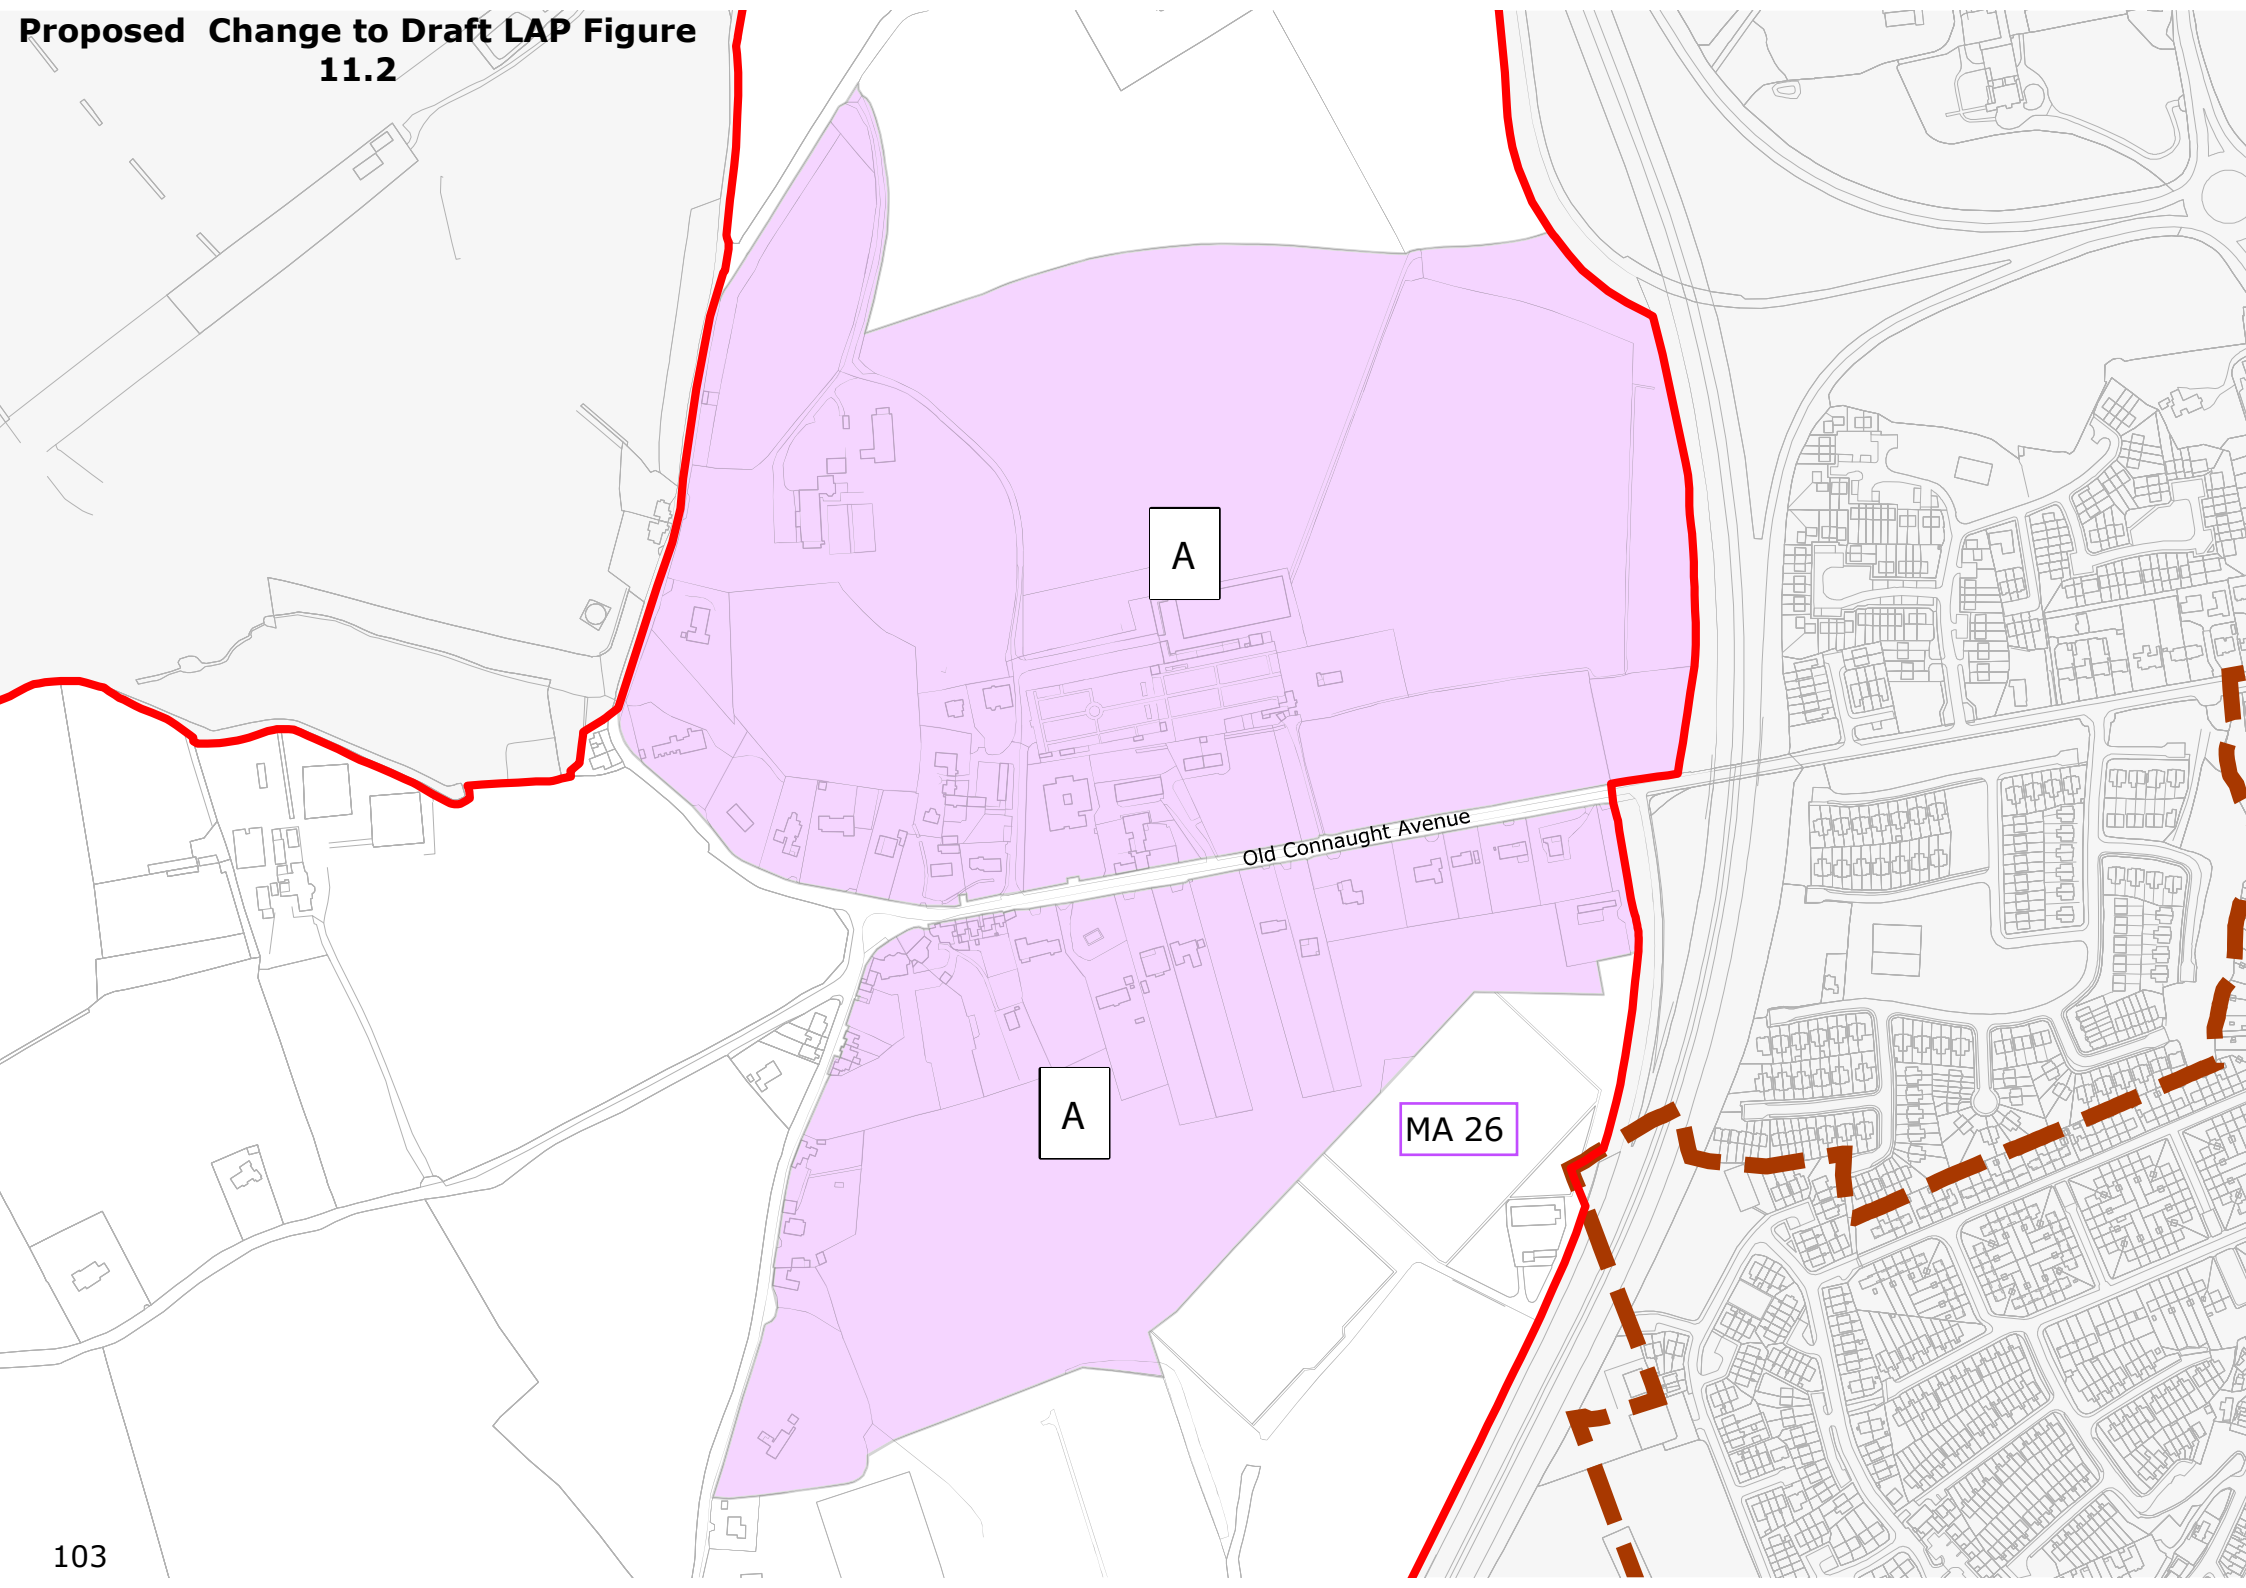 Proposed  Change to Draft LAP Figure
11.2
A
Old Connaught Avenue
A
MA 26
103